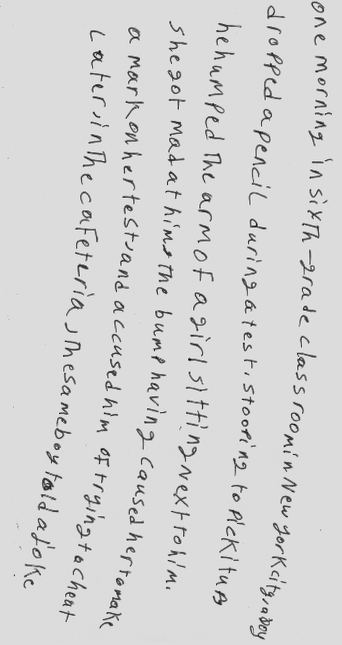 one morning in sixth-grade classroom in New york city, a boy
dropped a pencil during a test. stooping to pick it up
he humped the arm of a girl sitting next to him.
she got mad at him, the bump having caused her to make
a mark on her test, and accused him of trying to cheat
Later, in the cafeteria, the same boy told a joke